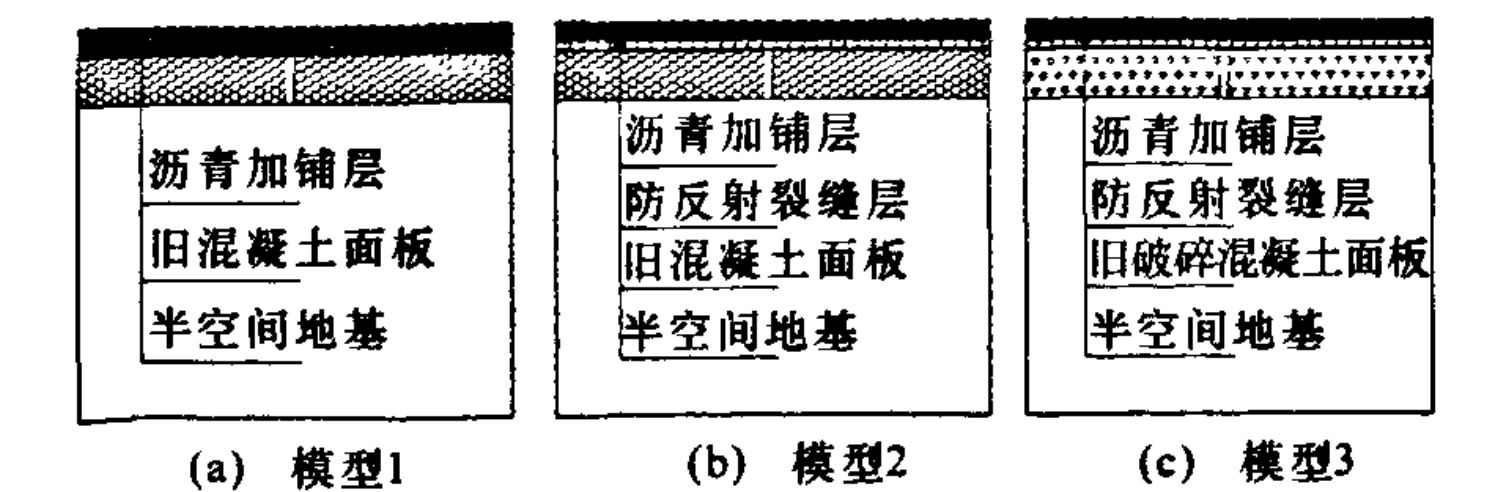 沥青加铺层
旧混凝土面板
半空间地基
(a) 模型1
沥青加铺层
防反射裂缝层
旧混凝土面板
半空间地基
(b) 模型2
沥青加铺层
防反射裂缝层
旧破碎混凝土面板
半空间地基
(c) 模型3